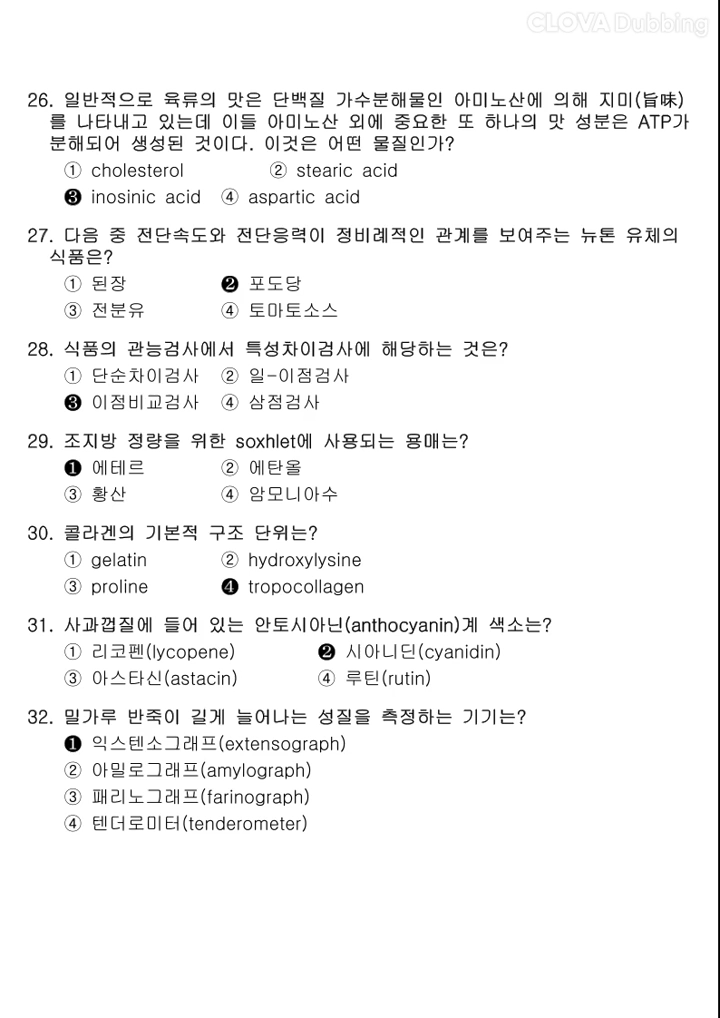 CLOVA Dubbing
26. 일반적으로 육류의 맛은 단백질 가수분해물인 아미노산에 의해 지미(旨味)
를 나타내고 있는데 이들 아미노산 외에 중요한 또 하나의 맛 성분은 ATP가
분해되어 생성된 것이다. 이것은 어떤 물질인가?
① cholesterol ② stearic acid
❸ inosinic acid ④ aspartic acid
27. 다음 중 전단속도와 전단응력이 정비례적인 관계를 보여주는 뉴톤 유체의
식품은?
① 된장 ❷ 포도당
③ 전분유 ④ 토마토소스
28. 식품의 관능검사에서 특성차이검사에 해당하는 것은?
① 단순차이검사 ② 일-이점검사
❸ 이점비교검사 ④ 삼점검사
29. 조지방 정량을 위한 soxhlet에 사용되는 용매는?
❶ 에테르 ② 에탄올
③ 황산 ④ 암모니아수
30. 콜라겐의 기본적 구조 단위는?
① gelatin ② hydroxylysine
③ proline ❹ tropocollagen
31. 사과껍질에 들어 있는 안토시아닌(anthocyanin)계 색소는?
① 리코펜(lycopene) ❷ 시아니딘(cyanidin)
③ 아스타신(astacin) ④ 루틴(rutin)
32. 밀가루 반죽이 길게 늘어나는 성질을 측정하는 기기는?
❶ 익스텐소그래프(extensograph)
② 아밀로그래프(amylograph)
③ 패리노그래프(farinograph)
④ 텐더로미터(tenderometer)